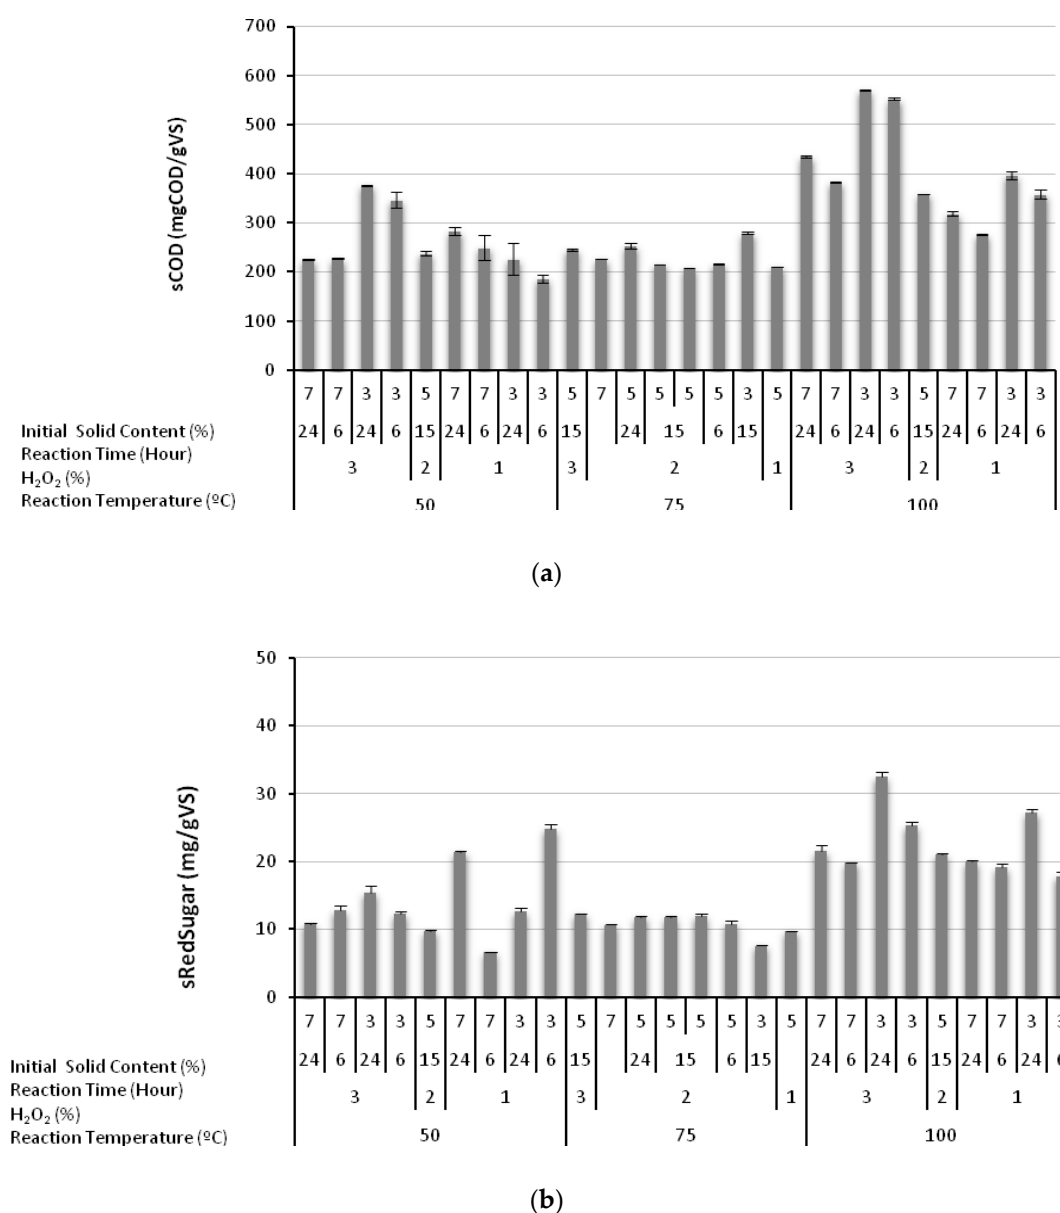 700
600
500
400
300
200
100
0
sCOD (mgCOD/gVS)
7 7 3 3 5 7 7 3 3 5 7 5 5 5 5 3 5 7 7 3 3 5 7 7 3 3
Initial Solid Content (%) 24 6 24 6 15 24 6 24 6 15 24 15 6 15 24 6 24 6 15 24 6 24 6
Reaction Time (Hour) 3 2 1 3 2 1 3 2 1
H₂O₂ (%)
Reaction Temperature (ºC) 50 75 100
(a)
50
40
30
20
10
0
sRedSugar (mg/gVS)
7 7 3 3 5 7 7 3 3 5 7 5 5 5 5 3 5 7 7 3 3 5 7 7 3 3
Initial Solid Content (%) 24 6 24 6 15 24 6 24 6 15 24 15 6 15 24 6 24 6 15 24 6 24 6
Reaction Time (Hour) 3 2 1 3 2 1 3 2 1
H₂O₂ (%)
Reaction Temperature (ºC) 50 75 100
(b)